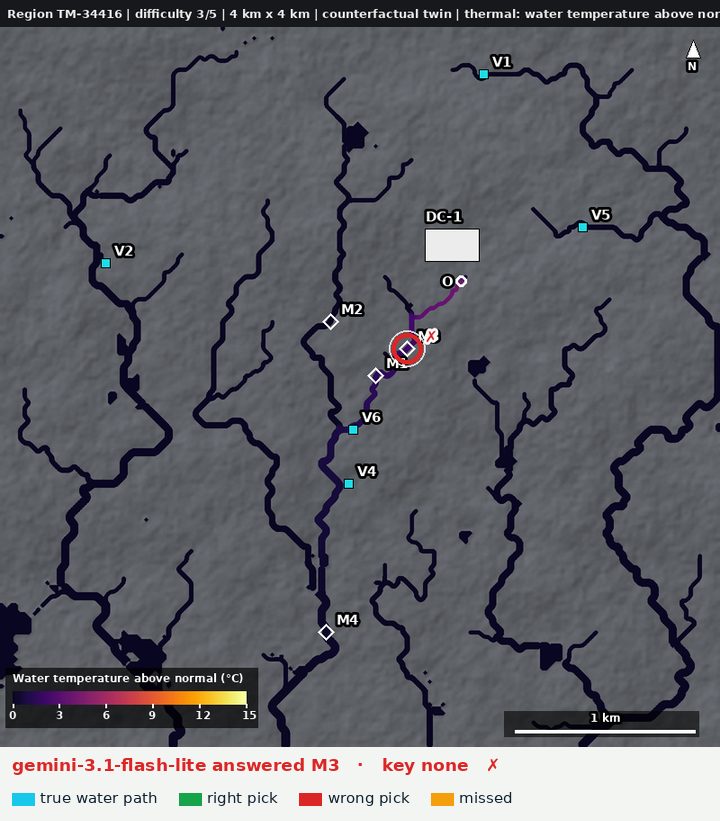 Region TM-34416 | difficulty 3/5 | 4 km x 4 km | counterfactual twin | thermal: water temperature above nor
V1
N
DC-1
V5
V2
O
M2
M1
V6
V4
M4
Water temperature above normal (°C)
0 3 6 9 12 15
1 km
gemini-3.1-flash-lite answered M3 · key none ✗
true water path
right pick
wrong pick
missed